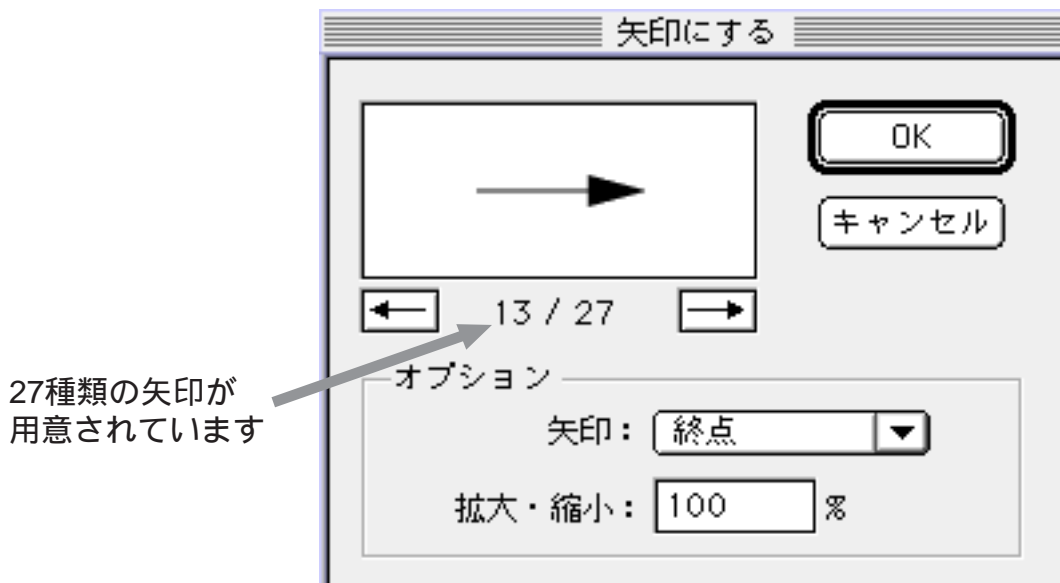 矢印にする
OK
キャンセル
13 / 27
27種類の矢印が
用意されています
オプション
矢印：
終点
拡大・縮小：
100
%